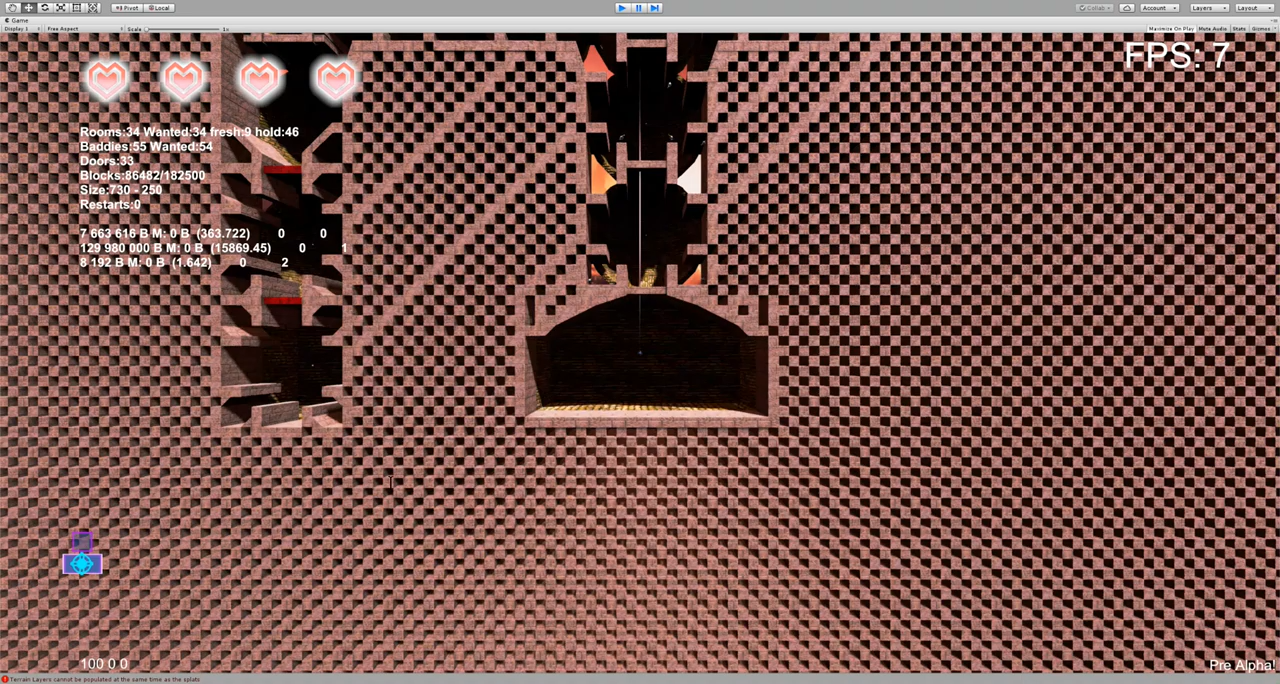 Pivot Local Collab Account Layers Layout
Game
Display 1 Free Aspect Scale 1x Maximize On Play Mute Audio Stats Gizmos
FPS: 7
Rooms:34 Wanted:34 fresh:9 hold:46
Baddies:55 Wanted:54
Doors:33
Blocks:86482/182500
Size:730 - 250
Restarts:0
7 663 616 B M: 0 B (363.722) 0 0
129 980 000 B M: 0 B (15869.45) 0 1
8 192 B M: 0 B (1.642) 0 2
100 0 0
Pre Alpha!
Terrain Layers cannot be populated at the same time as the splats